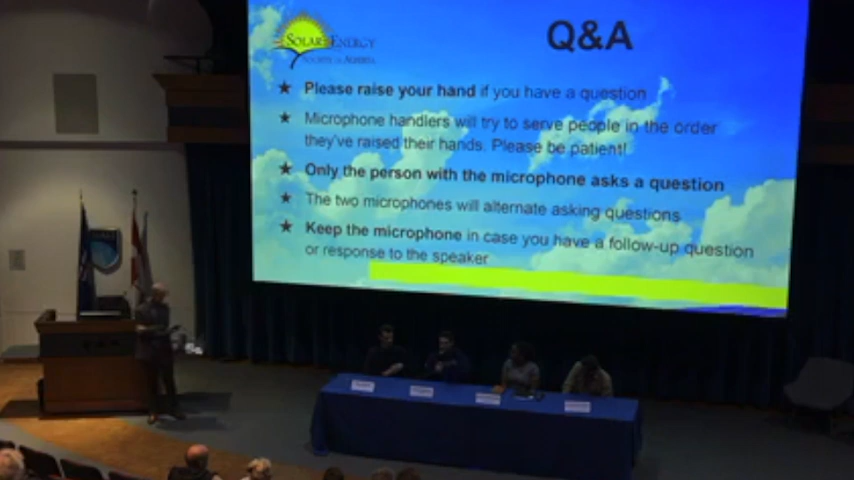 SOLAR ENERGY
SOCIETY OF ALBERTA
Q&A
Please raise your hand if you have a question
Microphone handlers will try to serve people in the order
they've raised their hands. Please be patient!
Only the person with the microphone asks a question
The two microphones will alternate asking questions
Keep the microphone in case you have a follow-up question
or response to the speaker